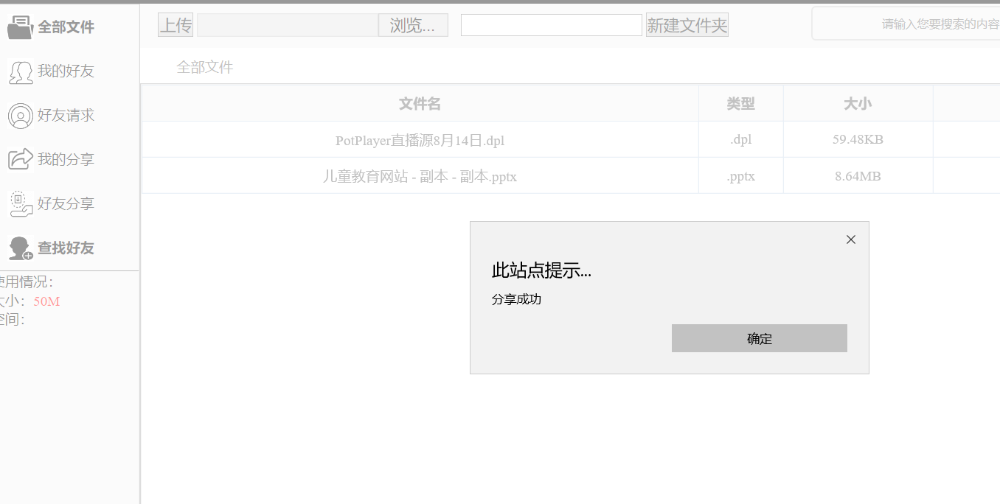 全部文件
我的好友
好友请求
我的分享
好友分享
查找好友
使用情况：
大小：50M
空间：
上传 浏览... 新建文件夹 请输入您要搜索的内容
全部文件
文件名 类型 大小
PotPlayer直播源8月14日.dpl .dpl 59.48KB
儿童教育网站 - 副本 - 副本.pptx .pptx 8.64MB
此站点提示...
分享成功
确定